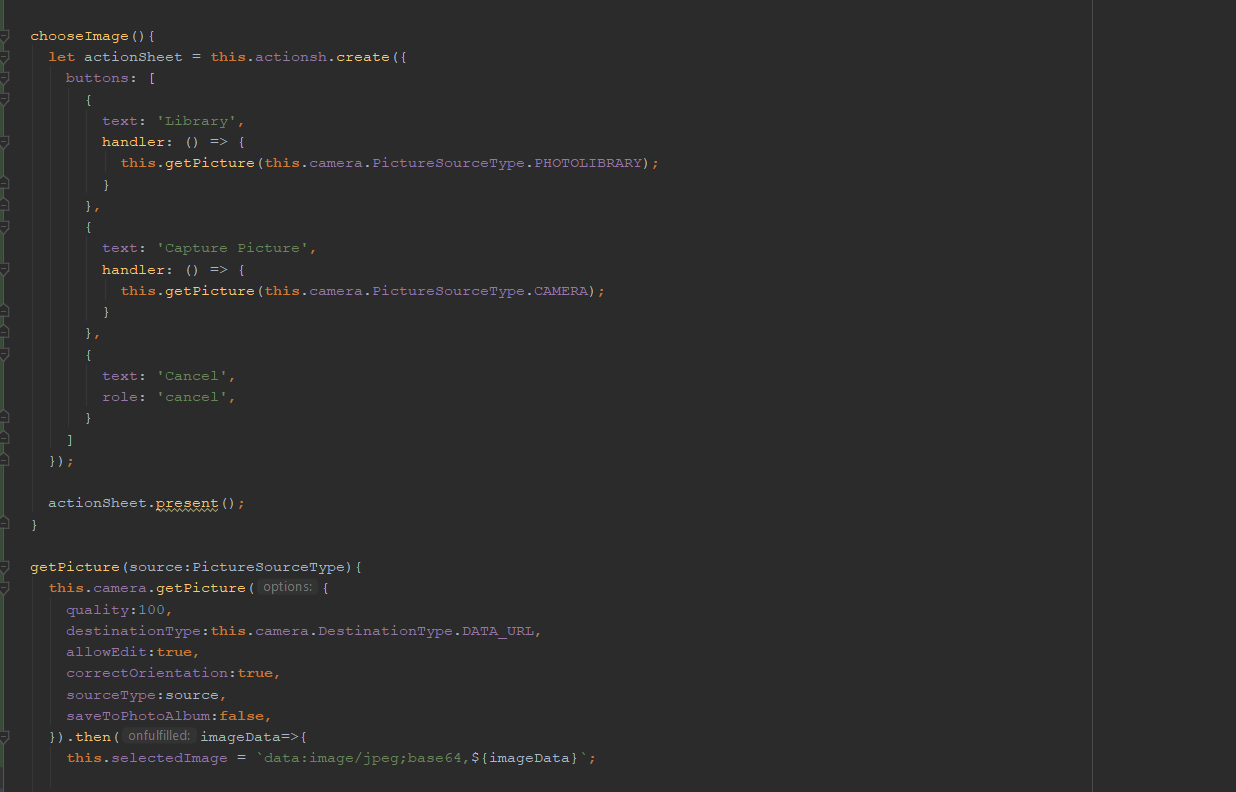 chooseImage(){
let actionSheet = this.actionsh.create({
buttons: [
{
text: 'Library',
handler: () => {
this.getPicture(this.camera.PictureSourceType.PHOTOLIBRARY);
}
},
{
text: 'Capture Picture',
handler: () => {
this.getPicture(this.camera.PictureSourceType.CAMERA);
}
},
{
text: 'Cancel',
role: 'cancel',
}
]
});
actionSheet.present();
}
getPicture(source:PictureSourceType){
this.camera.getPicture( options: {
quality:100,
destinationType:this.camera.DestinationType.DATA_URL,
allowEdit:true,
correctOrientation:true,
sourceType:source,
saveToPhotoAlbum:false,
}).then( onfulfilled: imageData=>{
this.selectedImage = `data:image/jpeg;base64,${imageData}`;